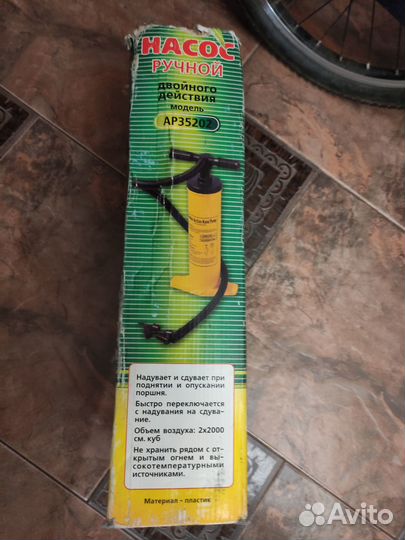 НАСОС
РУЧНОЙ
ДВОЙНОГО
ДЕЙСТВИЯ
МОДЕЛЬ
AP35202
Надувает и сдувает при
поднятии и опускании
поршня.
Быстро переключается
с надувания на сдува-
ние.
Объем воздуха: 2x2000
см. куб
Не хранить рядом с от-
крытым огнем и вы-
сокотемпературными
источниками.
Материал – пластик
Avito